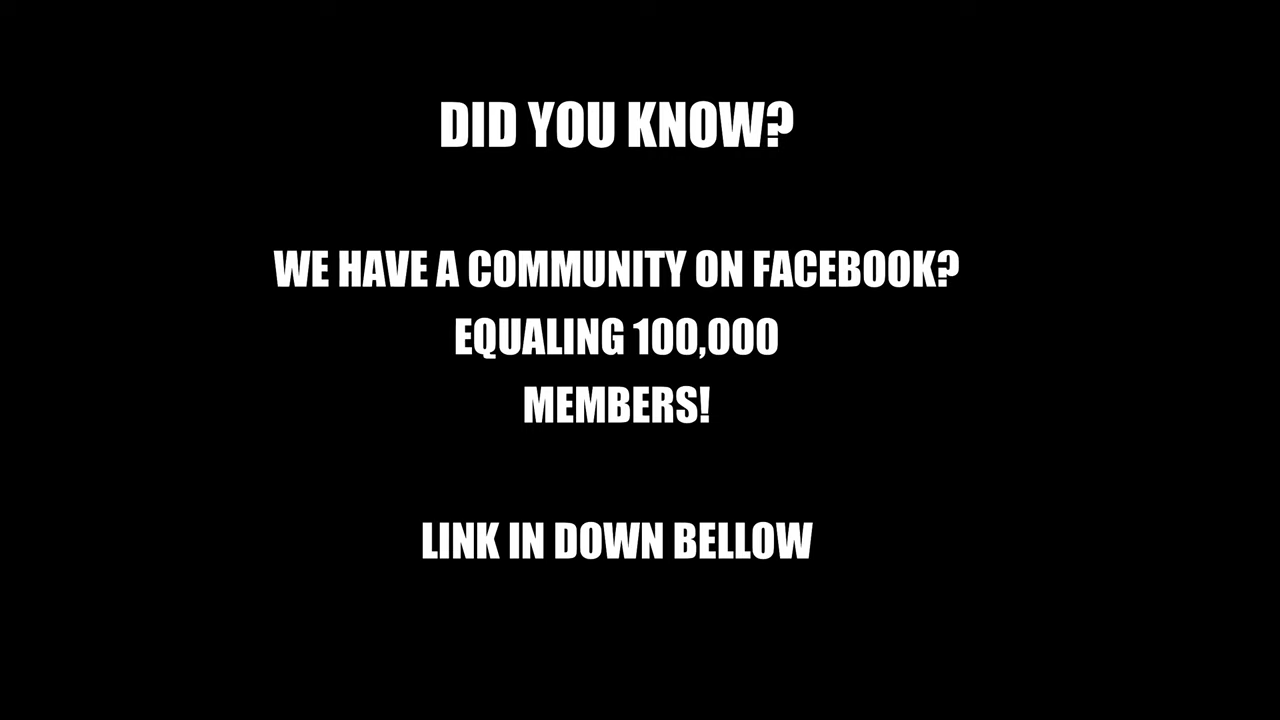 DID YOU KNOW?
WE HAVE A COMMUNITY ON FACEBOOK?
EQUALING 100,000
MEMBERS!
LINK IN DOWN BELLOW